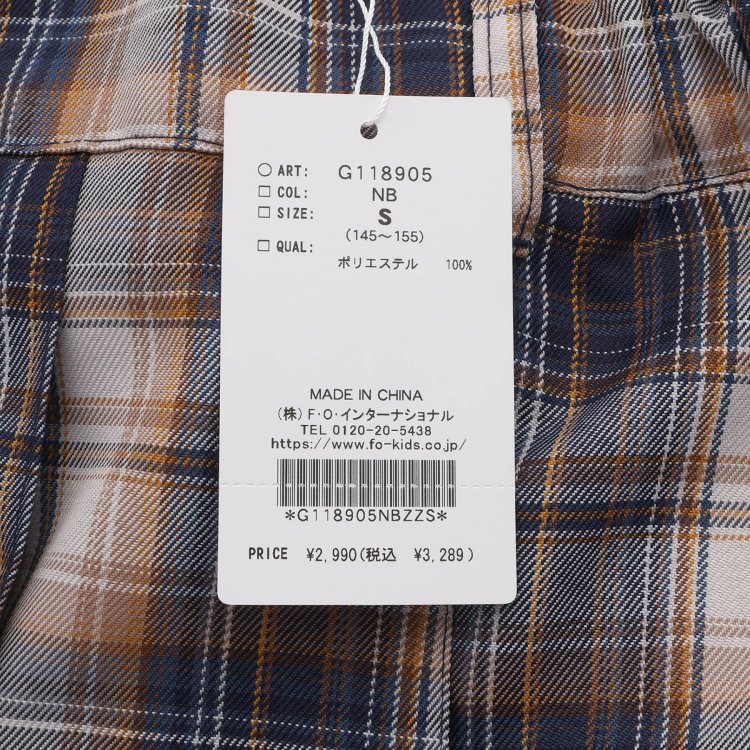 ○ ART: G118905
□ COL: NB
□ SIZE: S
(145～155)
□ QUAL:
ポリエステル 100%
MADE IN CHINA
(株) F・O・インターナショナル
TEL 0120-20-5438
https://www.fo-kids.co.jp/
*G118905NBZZS*
PRICE ¥2,990(税込 ¥3,289)